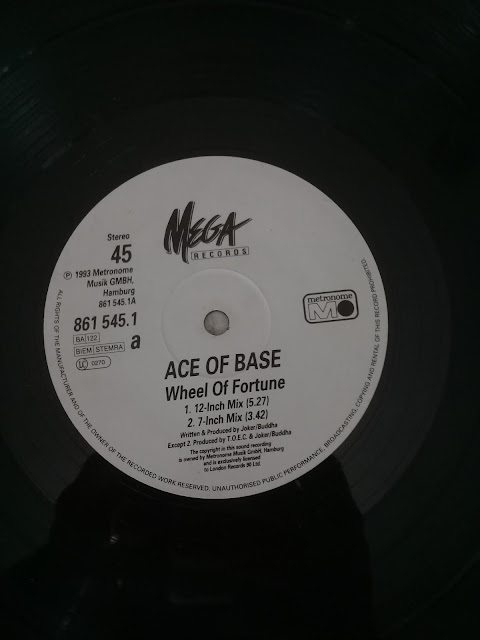 MEGA
RECORDS
Stereo
45
℗ 1993 Metronome
Musik GMBH,
Hamburg
861 545.1A
861 545.1
BA 122
BIEM STEMRA
a
LC 0270
metronome
M
ACE OF BASE
Wheel Of Fortune
1. 12-Inch Mix (5.27)
2. 7-Inch Mix (3.42)
Written & Produced by Joker/Buddha
Except 2. Produced by T.O.E.C. & Joker/Buddha
The copyright in this sound recording
is owned by Metronome Musik GmbH, Hamburg
and is exclusively licensed
to London Records 90 Ltd.
ALL RIGHTS OF THE MANUFACTURER AND OF THE OWNER OF THE RECORDED WORK RESERVED. UNAUTHORISED PUBLIC PERFORMANCE, BROADCASTING, COPYING AND RENTAL OF THIS RECORD PROHIBITED.